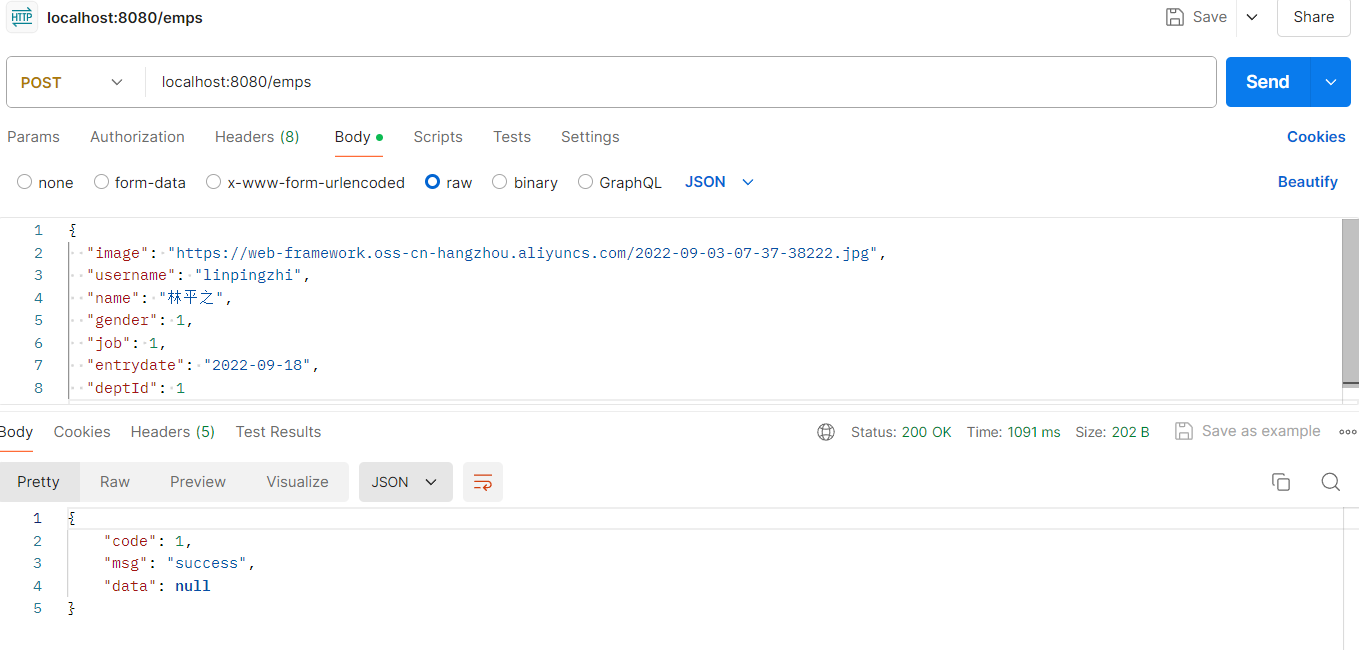 HTTP localhost:8080/emps Save Share
POST localhost:8080/emps Send
Params Authorization Headers (8) Body Scripts Tests Settings Cookies
none form-data x-www-form-urlencoded raw binary GraphQL JSON Beautify
1 {
2 "image": "https://web-framework.oss-cn-hangzhou.aliyuncs.com/2022-09-03-07-37-38222.jpg",
3 "username": "linpingzhi",
4 "name": "林平之",
5 "gender": 1,
6 "job": 1,
7 "entrydate": "2022-09-18",
8 "deptId": 1
Body Cookies Headers (5) Test Results Status: 200 OK Time: 1091 ms Size: 202 B Save as example
Pretty Raw Preview Visualize JSON
1 {
2 "code": 1,
3 "msg": "success",
4 "data": null
5 }